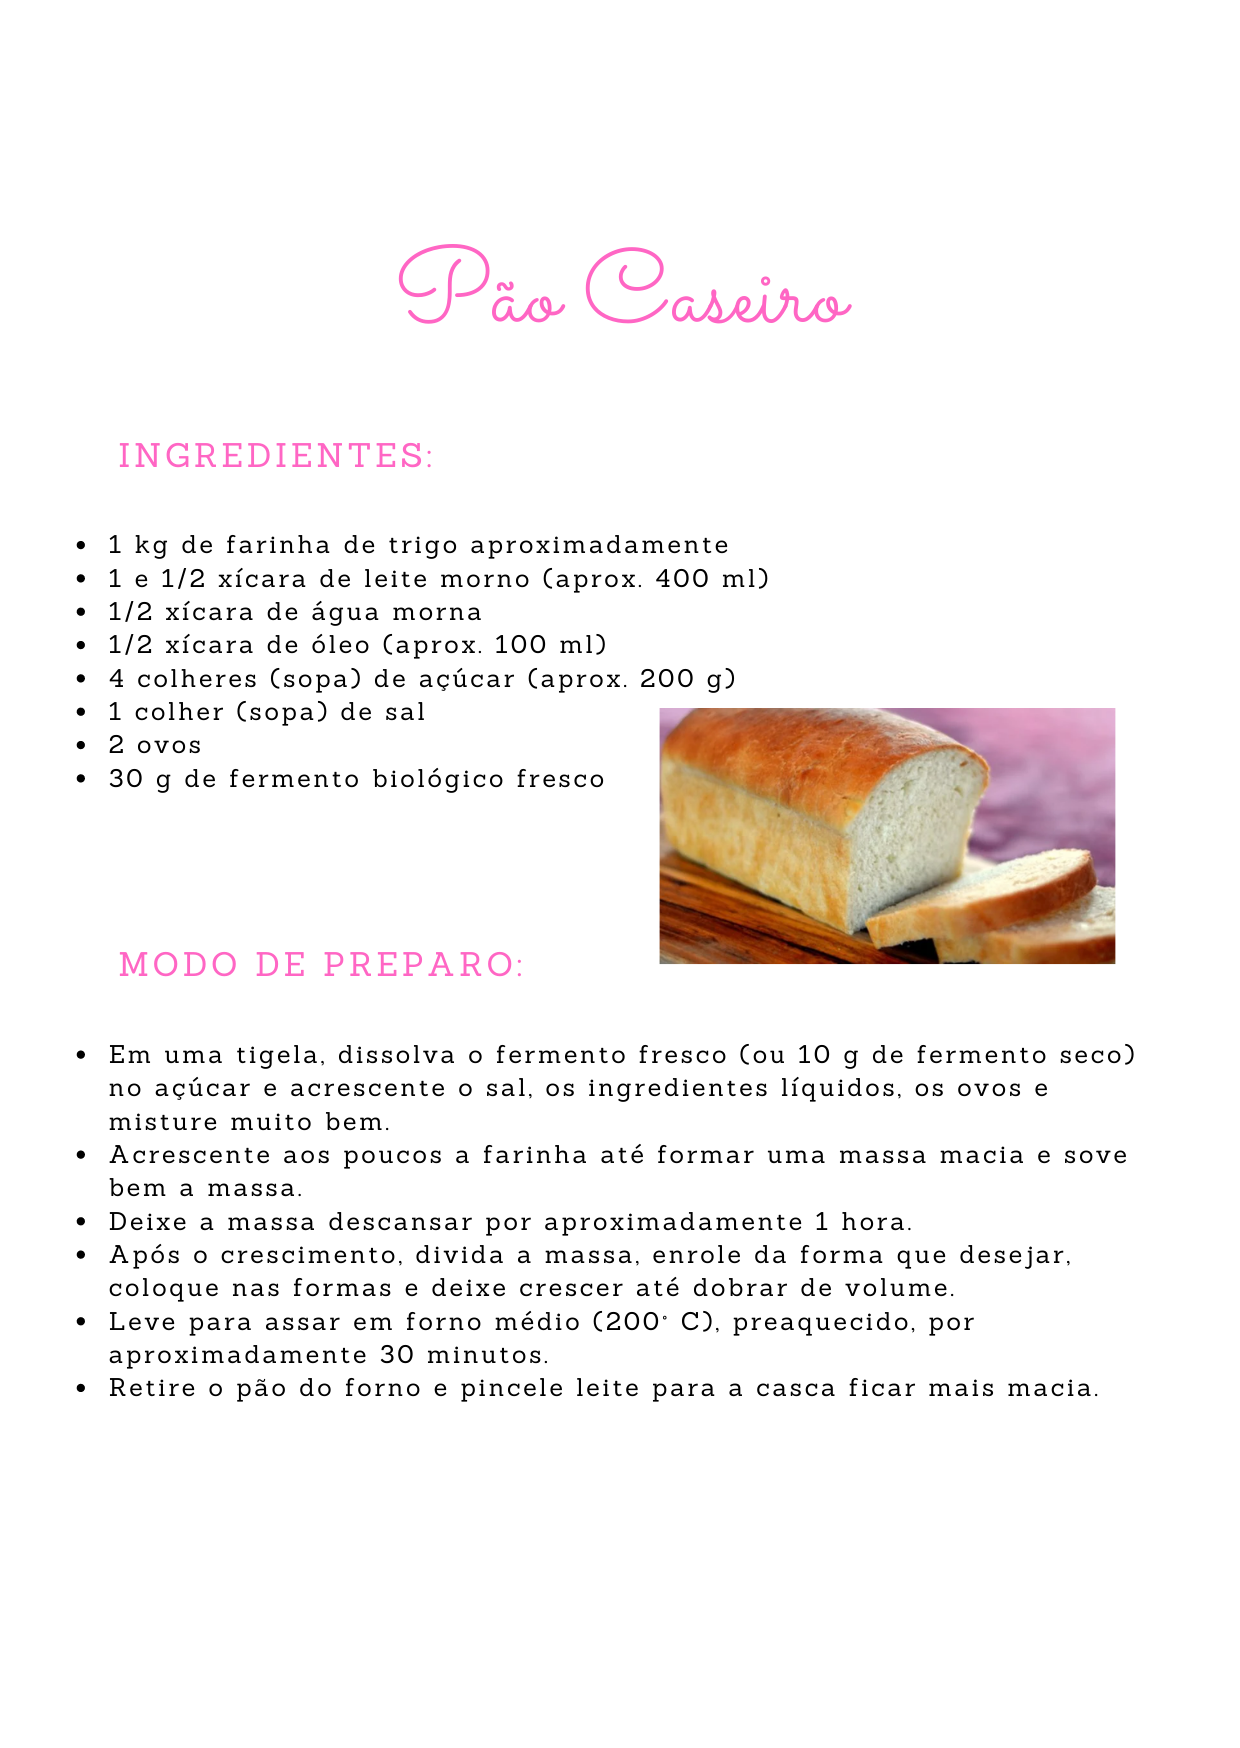 Pão Caseiro
INGREDIENTES:
• 1 kg de farinha de trigo aproximadamente
• 1 e 1/2 xícara de leite morno (aprox. 400 ml)
• 1/2 xícara de água morna
• 1/2 xícara de óleo (aprox. 100 ml)
• 4 colheres (sopa) de açúcar (aprox. 200 g)
• 1 colher (sopa) de sal
• 2 ovos
• 30 g de fermento biológico fresco
MODO DE PREPARO:
• Em uma tigela, dissolva o fermento fresco (ou 10 g de fermento seco)
no açúcar e acrescente o sal, os ingredientes líquidos, os ovos e
misture muito bem.
• Acrescente aos poucos a farinha até formar uma massa macia e sove
bem a massa.
• Deixe a massa descansar por aproximadamente 1 hora.
• Após o crescimento, divida a massa, enrole da forma que desejar,
coloque nas formas e deixe crescer até dobrar de volume.
• Leve para assar em forno médio (200° C), preaquecido, por
aproximadamente 30 minutos.
• Retire o pão do forno e pincele leite para a casca ficar mais macia.